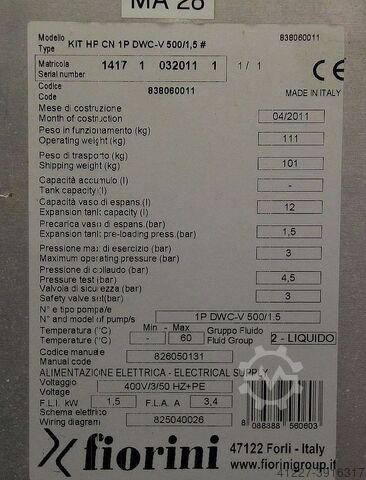 MA 28
Modello KIT HP CN 1P DWC-V 500/1,5 # 838060011
Type
Matricola 1417 1 032011 1 1 / 1
Serial number
Codice 838060011
Code MADE IN ITALY
Mese di costruzione 04/2011
Month of costruction
Peso in funzionamento (kg) 111
Operating weight (kg)
Peso di trasporto (kg) 101
Shipping weight (kg)
Capacità accumulo (l) -
Tank capacity (l)
Capacità vaso di espans.(l) 12
Expansion tank capacity (l)
Precarica vaso di espans.(bar) 1,5
Expansion tank pre-loading press.(bar)
Pressione max di esercizio (bar) 3
Maximum operating pressure (bar)
Pressione di collaudo (bar) 4,5
Pressure test (bar)
Valvola di sicurezza (bar) 3
Safety valve set(bar)
N° e tipo pompa/e 1P DWC-V 500/1.5
N° and model of pump/s
Min - Max
Temperatura (°C) - 60 Gruppo Fluido 2 - LIQUIDO
Temperature (°C) Fluid Group
Codice manuale 826050131
Manual code
ALIMENTAZIONE ELETTRICA - ELECTRICAL SUPPLY
Voltaggio 400V/3/50 HZ+PE
Voltage
F.L.I. kW 1,5 F.L.A. A 3,4
Schema elettrico 825040026
Wiring diagram
8 088888 560603
fiorini
47122 Forlì - Italy
www.fiorinigroup.it
41227-3916317